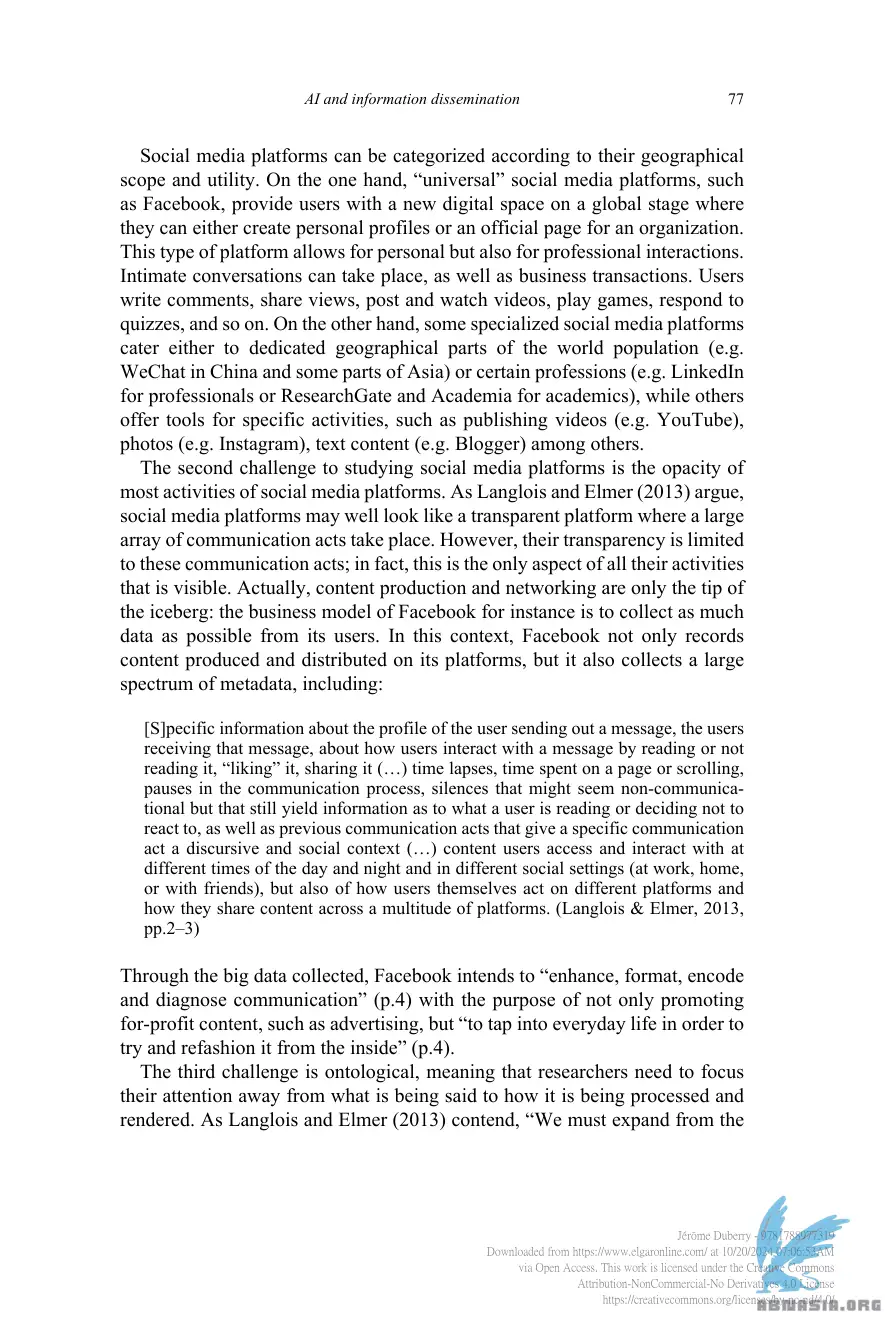 AI and information dissemination 77
Social media platforms can be categorized according to their geographical
scope and utility. On the one hand, “universal” social media platforms, such
as Facebook, provide users with a new digital space on a global stage where
they can either create personal profiles or an official page for an organization.
This type of platform allows for personal but also for professional interactions.
Intimate conversations can take place, as well as business transactions. Users
write comments, share views, post and watch videos, play games, respond to
quizzes, and so on. On the other hand, some specialized social media platforms
cater either to dedicated geographical parts of the world population (e.g.
WeChat in China and some parts of Asia) or certain professions (e.g. LinkedIn
for professionals or ResearchGate and Academia for academics), while others
offer tools for specific activities, such as publishing videos (e.g. YouTube),
photos (e.g. Instagram), text content (e.g. Blogger) among others.
The second challenge to studying social media platforms is the opacity of
most activities of social media platforms. As Langlois and Elmer (2013) argue,
social media platforms may well look like a transparent platform where a large
array of communication acts take place. However, their transparency is limited
to these communication acts; in fact, this is the only aspect of all their activities
that is visible. Actually, content production and networking are only the tip of
the iceberg: the business model of Facebook for instance is to collect as much
data as possible from its users. In this context, Facebook not only records
content produced and distributed on its platforms, but it also collects a large
spectrum of metadata, including:
[S]pecific information about the profile of the user sending out a message, the users
receiving that message, about how users interact with a message by reading or not
reading it, “liking” it, sharing it (…) time lapses, time spent on a page or scrolling,
pauses in the communication process, silences that might seem non-communica-
tional but that still yield information as to what a user is reading or deciding not to
react to, as well as previous communication acts that give a specific communication
act a discursive and social context (…) content users access and interact with at
different times of the day and night and in different social settings (at work, home,
or with friends), but also of how users themselves act on different platforms and
how they share content across a multitude of platforms. (Langlois & Elmer, 2013,
pp.2–3)
Through the big data collected, Facebook intends to “enhance, format, encode
and diagnose communication” (p.4) with the purpose of not only promoting
for-profit content, such as advertising, but “to tap into everyday life in order to
try and refashion it from the inside” (p.4).
The third challenge is ontological, meaning that researchers need to focus
their attention away from what is being said to how it is being processed and
rendered. As Langlois and Elmer (2013) contend, “We must expand from the
Jérôme Duberry - 9781788977319
Downloaded from https://www.elgaronline.com/ at 10/20/2024 07:06:53AM
via Open Access. This work is licensed under the Creative Commons
Attribution-NonCommercial-No Derivatives 4.0 License
https://creativecommons.org/licenses/by-nc-nd/4.0/
ABTNASIA.ORG